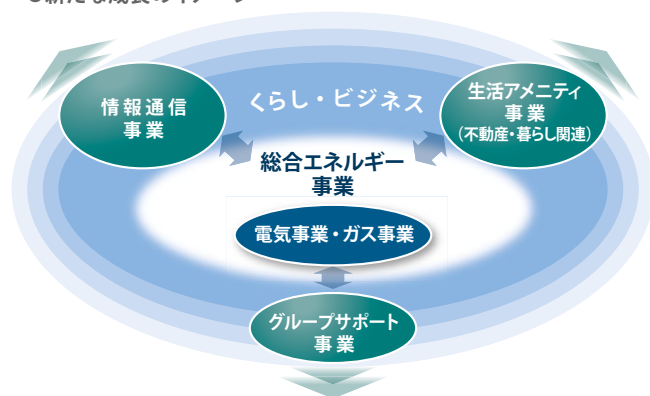 くらし・ビジネス
情報通信
事業
生活アメニティ
事業
(不動産・暮らし関連)
総合エネルギー
事業
電気事業・ガス事業
グループサポート
事業